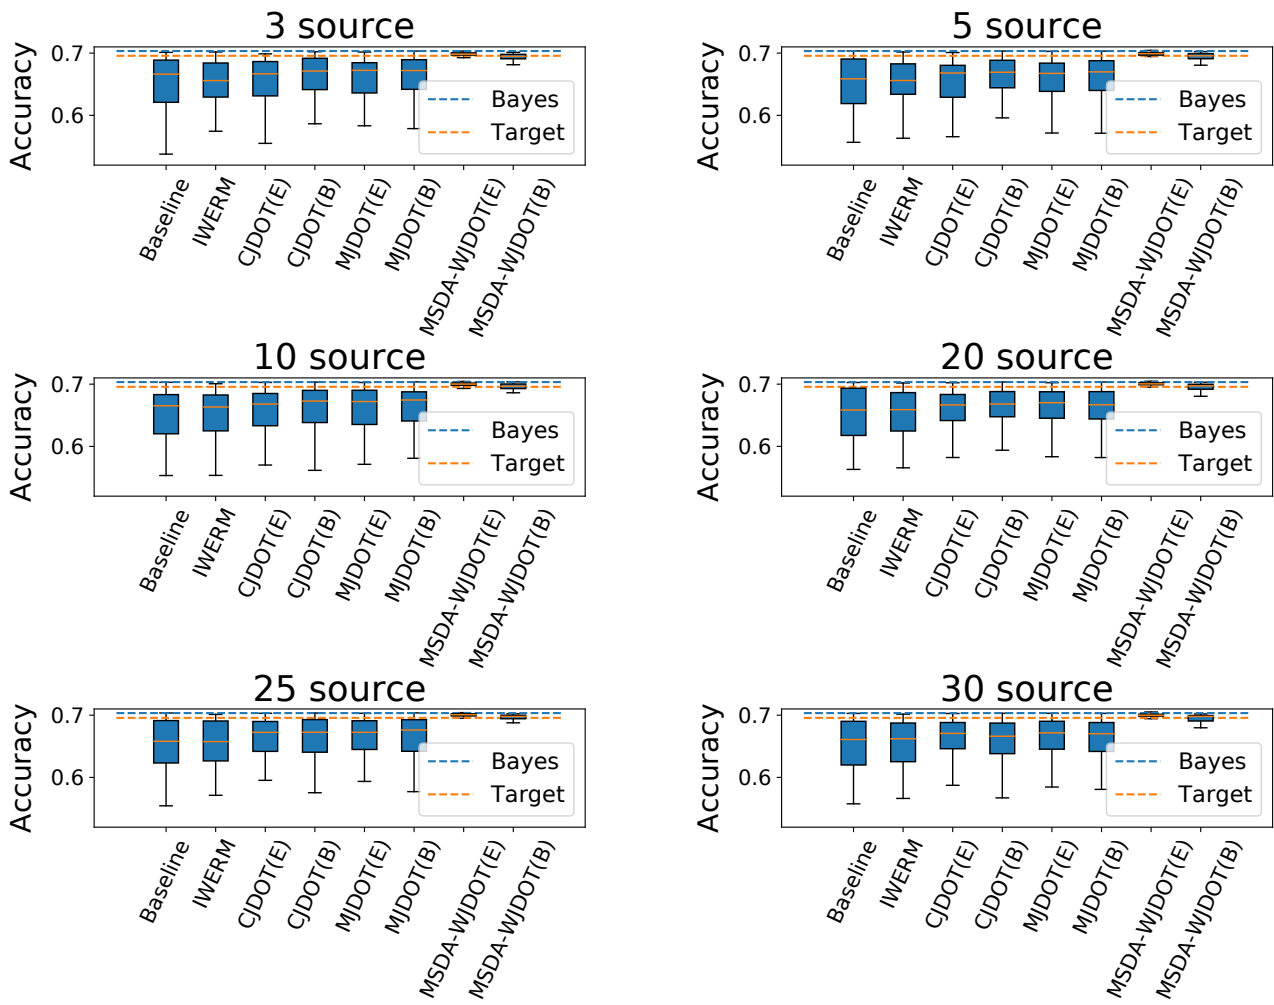 3 source
Accuracy
0.7
0.6
Bayes
Target
Baseline
IWERM
CJDOT(E)
CJDOT(B)
MJDOT(E)
MJDOT(B)
MSDA-WJDOT(E)
MSDA-WJDOT(B)
5 source
Accuracy
0.7
0.6
Bayes
Target
Baseline
IWERM
CJDOT(E)
CJDOT(B)
MJDOT(E)
MJDOT(B)
MSDA-WJDOT(E)
MSDA-WJDOT(B)
10 source
Accuracy
0.7
0.6
Bayes
Target
Baseline
IWERM
CJDOT(E)
CJDOT(B)
MJDOT(E)
MJDOT(B)
MSDA-WJDOT(E)
MSDA-WJDOT(B)
20 source
Accuracy
0.7
0.6
Bayes
Target
Baseline
IWERM
CJDOT(E)
CJDOT(B)
MJDOT(E)
MJDOT(B)
MSDA-WJDOT(E)
MSDA-WJDOT(B)
25 source
Accuracy
0.7
0.6
Bayes
Target
Baseline
IWERM
CJDOT(E)
CJDOT(B)
MJDOT(E)
MJDOT(B)
MSDA-WJDOT(E)
MSDA-WJDOT(B)
30 source
Accuracy
0.7
0.6
Bayes
Target
Baseline
IWERM
CJDOT(E)
CJDOT(B)
MJDOT(E)
MJDOT(B)
MSDA-WJDOT(E)
MSDA-WJDOT(B)